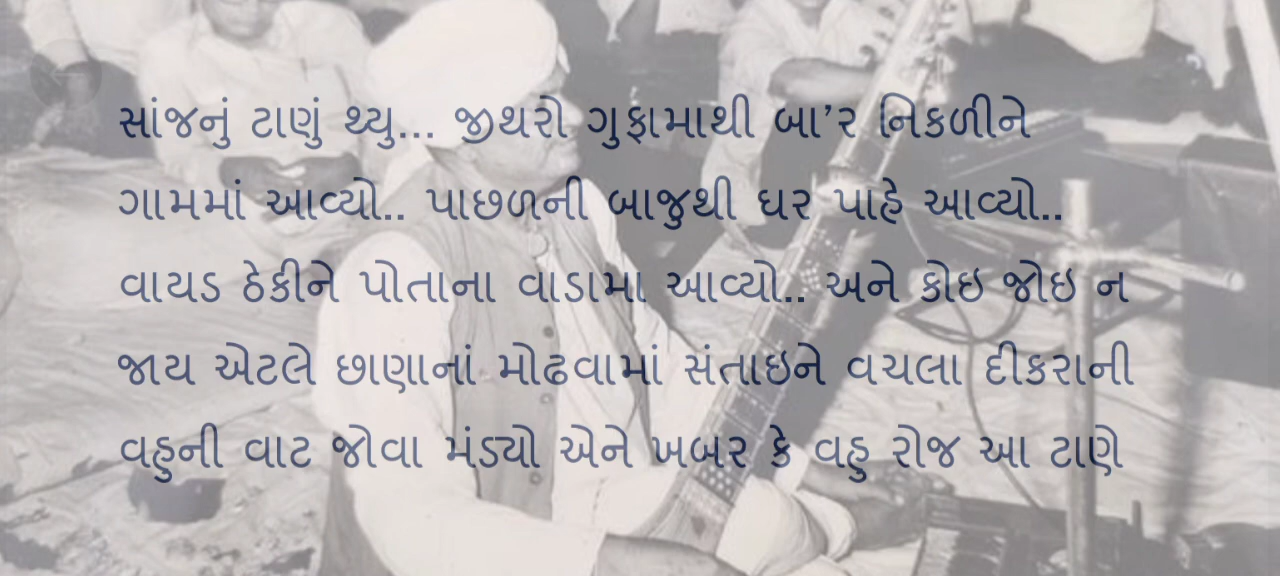 સાંજનું ટાણું થ્યુ... જીથરો ગુફામાથી બા'ર નિકળીને
ગામમાં આવ્યો.. પાછળની બાજુથી ઘર પાહે આવ્યો..
વાયડ ઠેકીને પોતાના વાડામા આવ્યો.. અને કોઇ જોઇ ન
જાય એટલે છાણાનાં મોઢવામાં સંતાઇને વચલા દીકરાની
વહુની વાટ જોવા મંડ્યો એને ખબર કે વહુ રોજ આ ટાણે